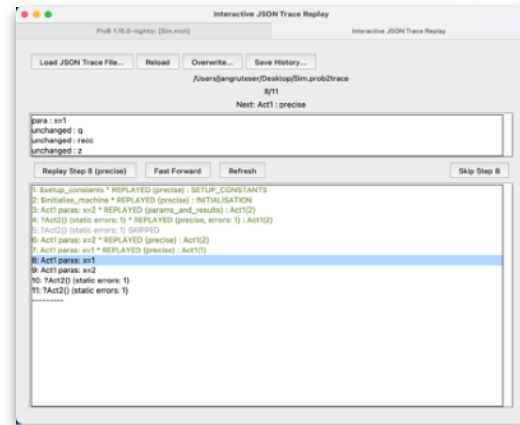 Interactive JSON Trace Replay
ProB 1.15.0-nightly: [Sim.mch]
Interactive JSON Trace Replay
Load JSON Trace File...
Reload
Overwrite...
Save History...
/Users/jangruteser/Desktop/Sim.prob2trace
8/11
Next: Act1 : precise
para : x=1
unchanged : q
unchanged : recc
unchanged : z
Replay Step 8 (precise)
Fast Forward
Refresh
Skip Step 8
1: $setup_constants * REPLAYED (precise) : SETUP_CONSTANTS
2: $initialise_machine * REPLAYED (precise) : INITIALISATION
3: Act1 paras: x=2 * REPLAYED (params_and_results) : Act1(2)
4: ?Act2() (static errors: 1) * REPLAYED (precise, errors: 1) : Act1(2)
5: ?Act2() (static errors: 1) SKIPPED
6: Act1 paras: x=2 * REPLAYED (precise) : Act1(2)
7: Act1 paras: x=1 * REPLAYED (precise) : Act1(1)
8: Act1 paras: x=1
9: Act1 paras: x=2
10: ?Act2() (static errors: 1)
11: ?Act2() (static errors: 1)
---------